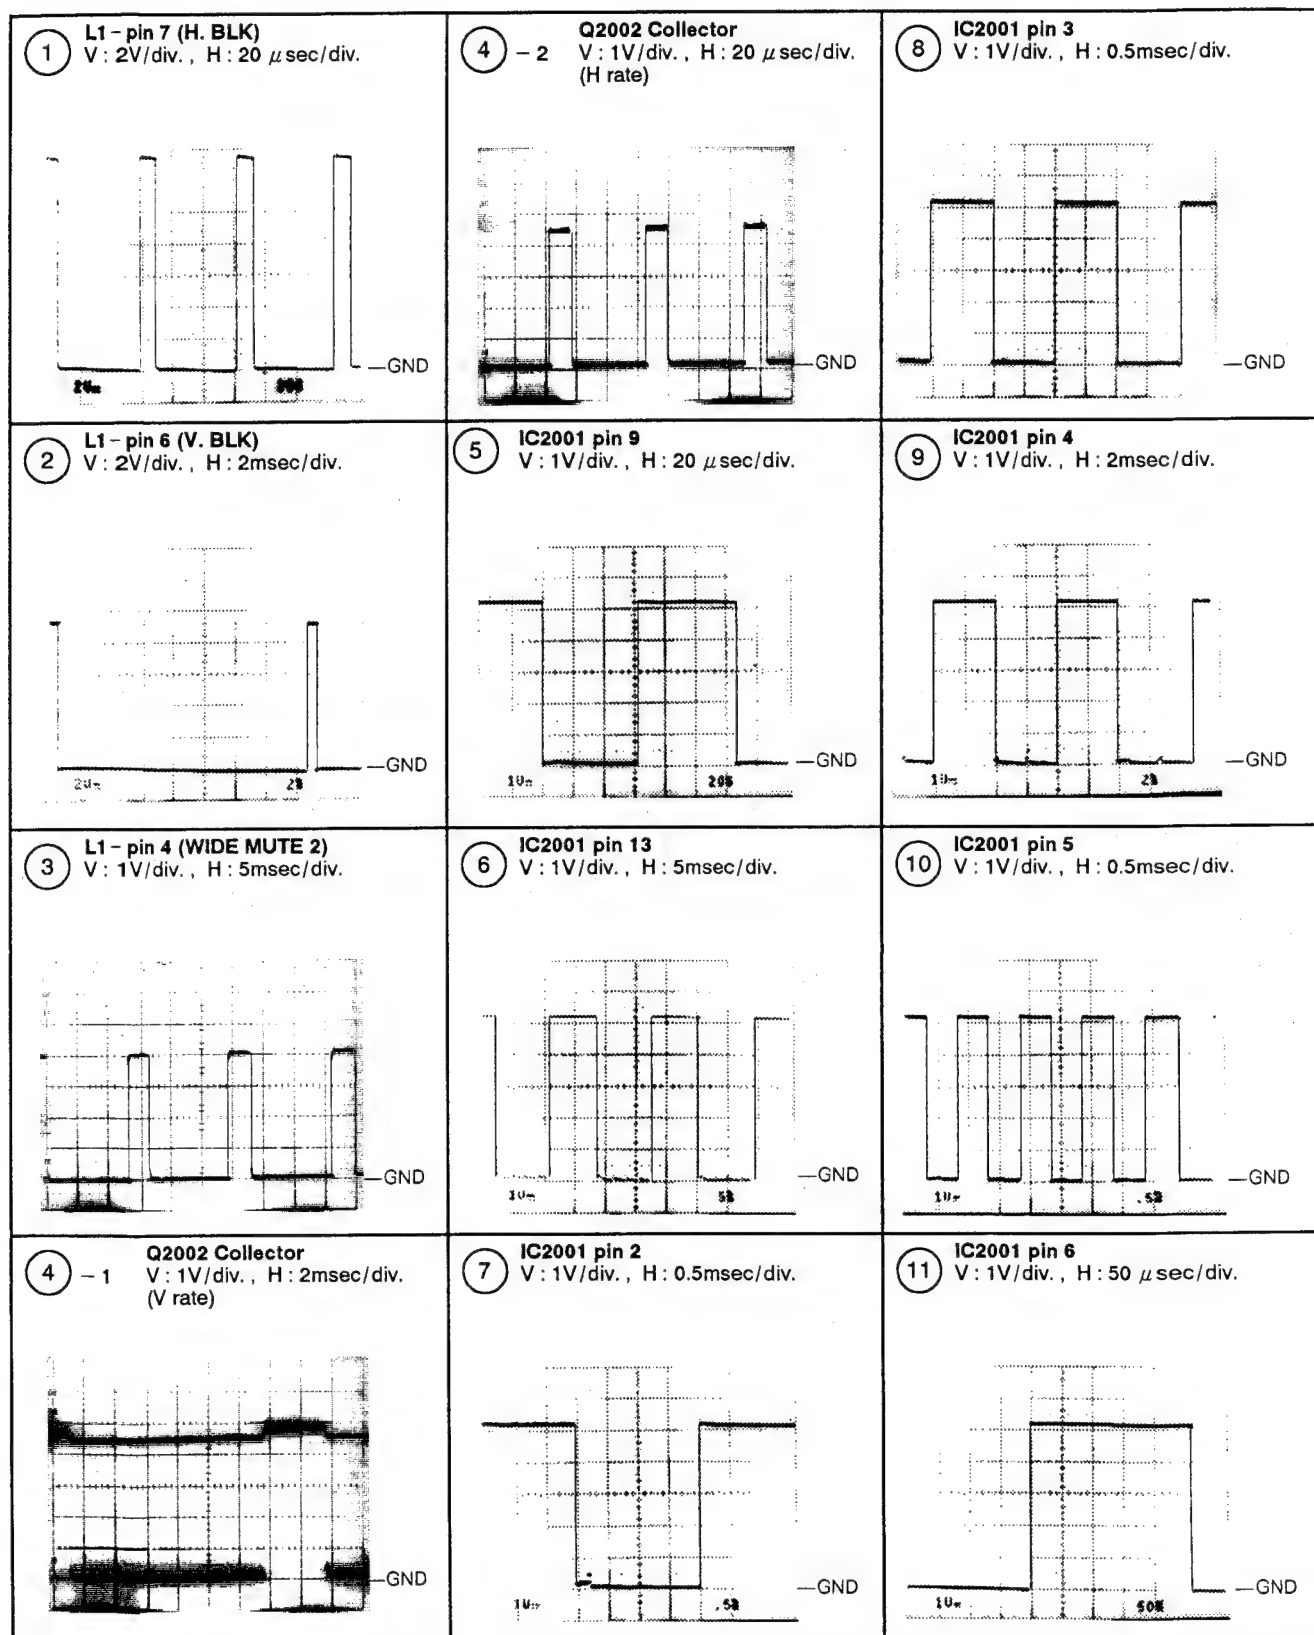 1
L1-pin 7 (H. BLK)
V : 2V/div. , H : 20 μsec/div.
GND
4 - 2
Q2002 Collector
V : 1V/div. , H : 20 μsec/div.
(H rate)
GND
8
IC2001 pin 3
V : 1V/div. , H : 0.5msec/div.
GND
2
L1-pin 6 (V. BLK)
V : 2V/div. , H : 2msec/div.
GND
5
IC2001 pin 9
V : 1V/div. , H : 20 μsec/div.
GND
9
IC2001 pin 4
V : 1V/div. , H : 2msec/div.
GND
3
L1-pin 4 (WIDE MUTE 2)
V : 1V/div. , H : 5msec/div.
GND
6
IC2001 pin 13
V : 1V/div. , H : 5msec/div.
GND
10
IC2001 pin 5
V : 1V/div. , H : 0.5msec/div.
GND
4 - 1
Q2002 Collector
V : 1V/div. , H : 2msec/div.
(V rate)
GND
7
IC2001 pin 2
V : 1V/div. , H : 0.5msec/div.
GND
11
IC2001 pin 6
V : 1V/div. , H : 50 μsec/div.
GND